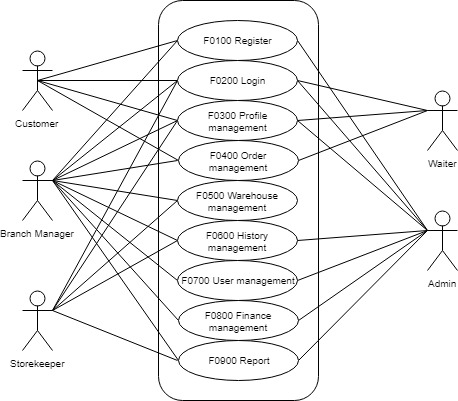 F0100 Register
F0200 Login
F0300 Profile
management
F0400 Order
management
F0500 Warehouse
management
F0600 History
management
F0700 User management
F0800 Finance
management
F0900 Report
Customer
Branch Manager
Storekeeper
Waiter
Admin